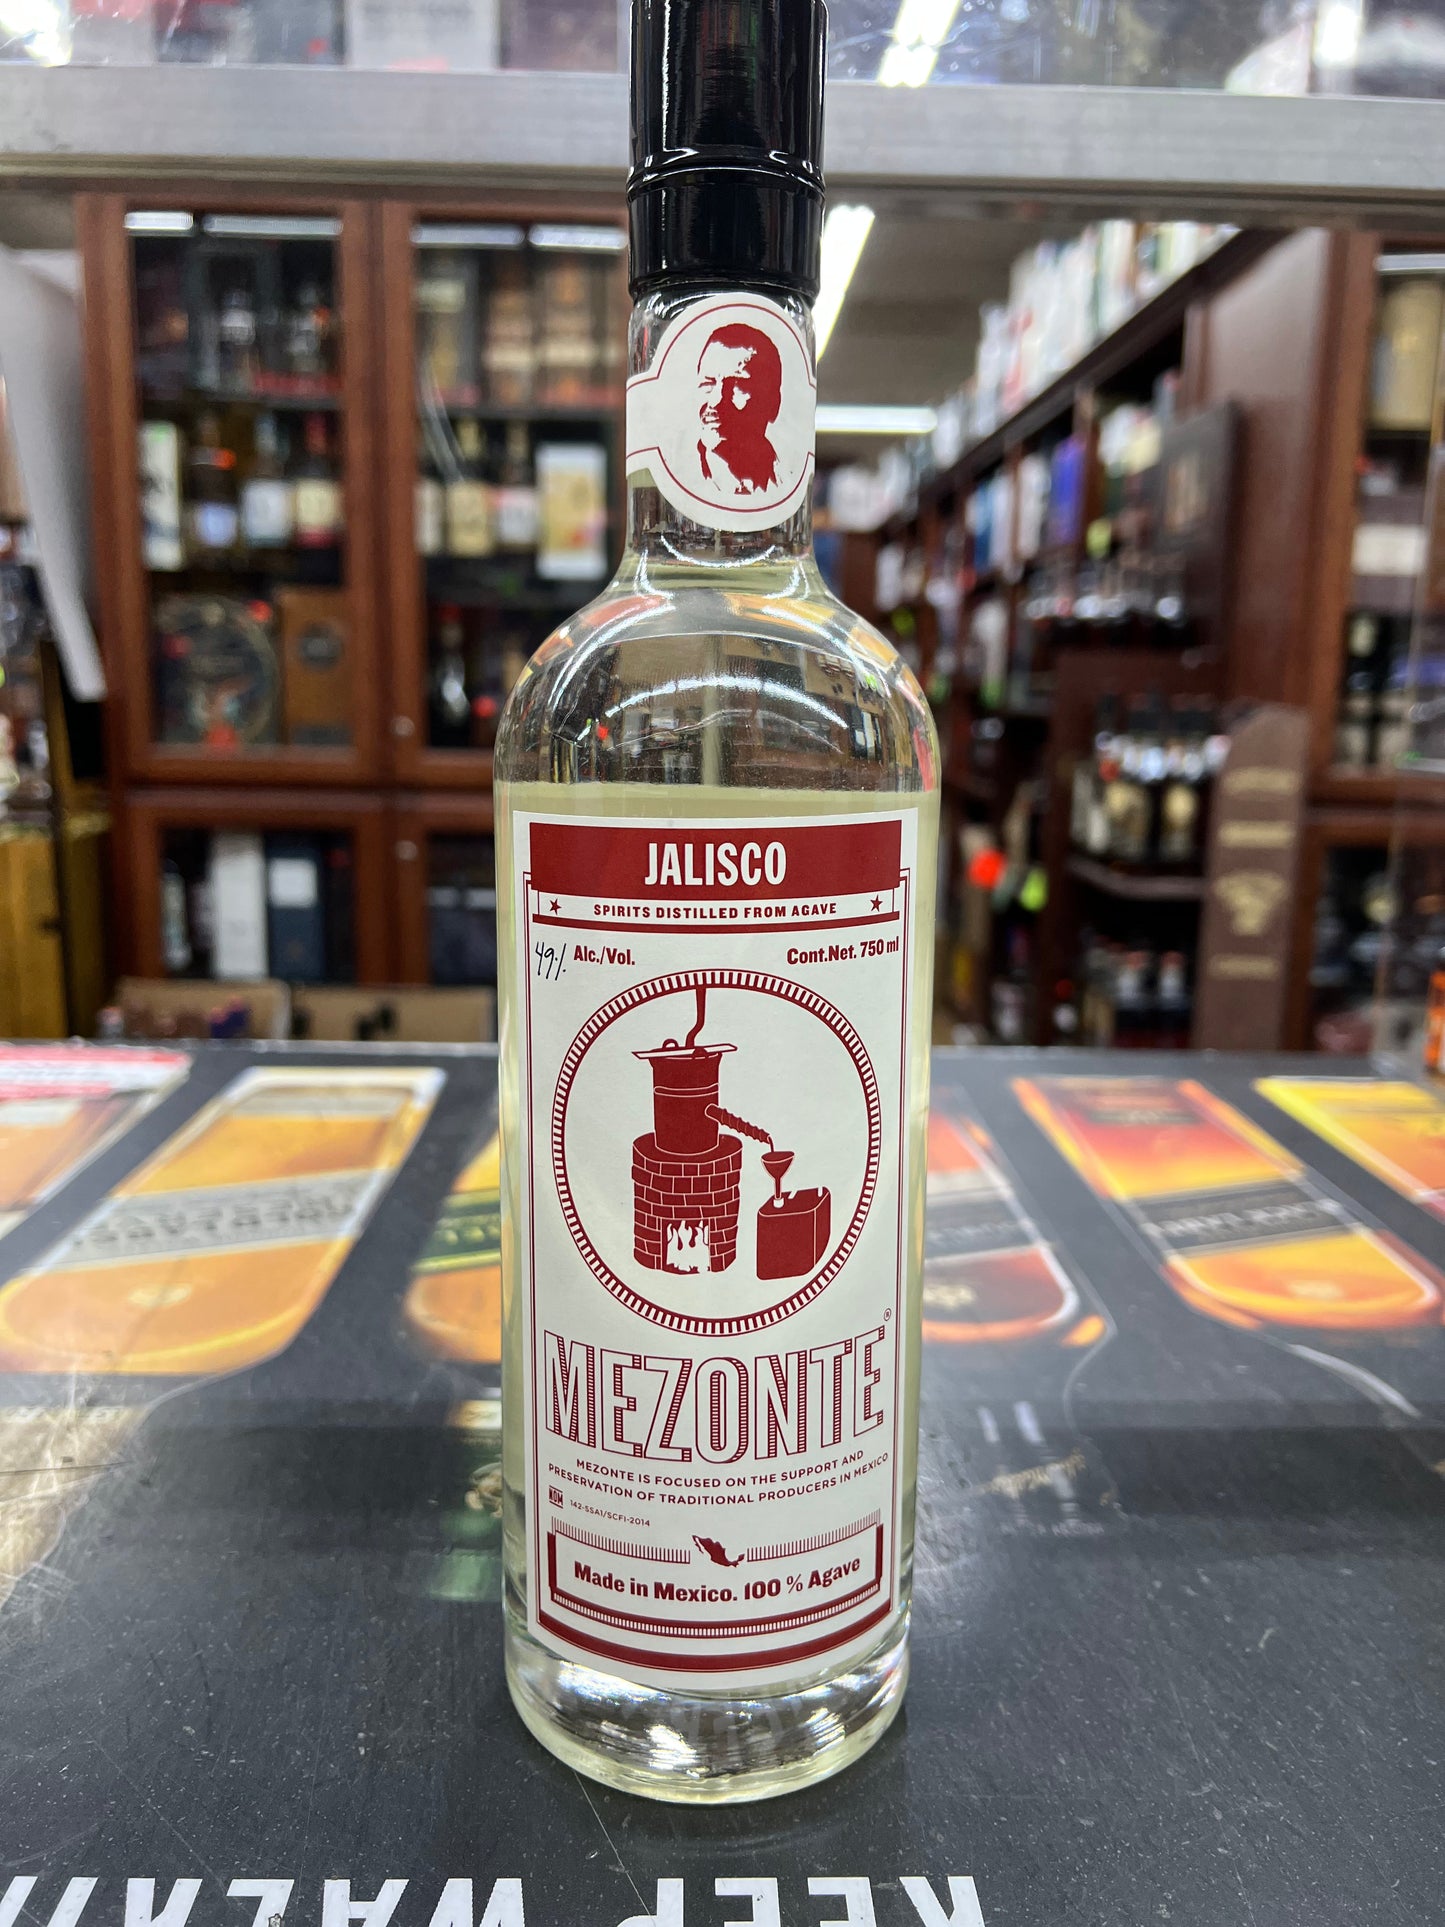 JALISCO
SPIRITS DISTILLED FROM AGAVE
49% Alc./Vol. Cont.Net. 750 ml
MEZONTE®
MEZONTE IS FOCUSED ON THE SUPPORT AND
PRESERVATION OF TRADITIONAL PRODUCERS IN MEXICO
NOM 142-SSA1/SCFI-2014
Made in Mexico. 100 % Agave
KEEP WALKIN